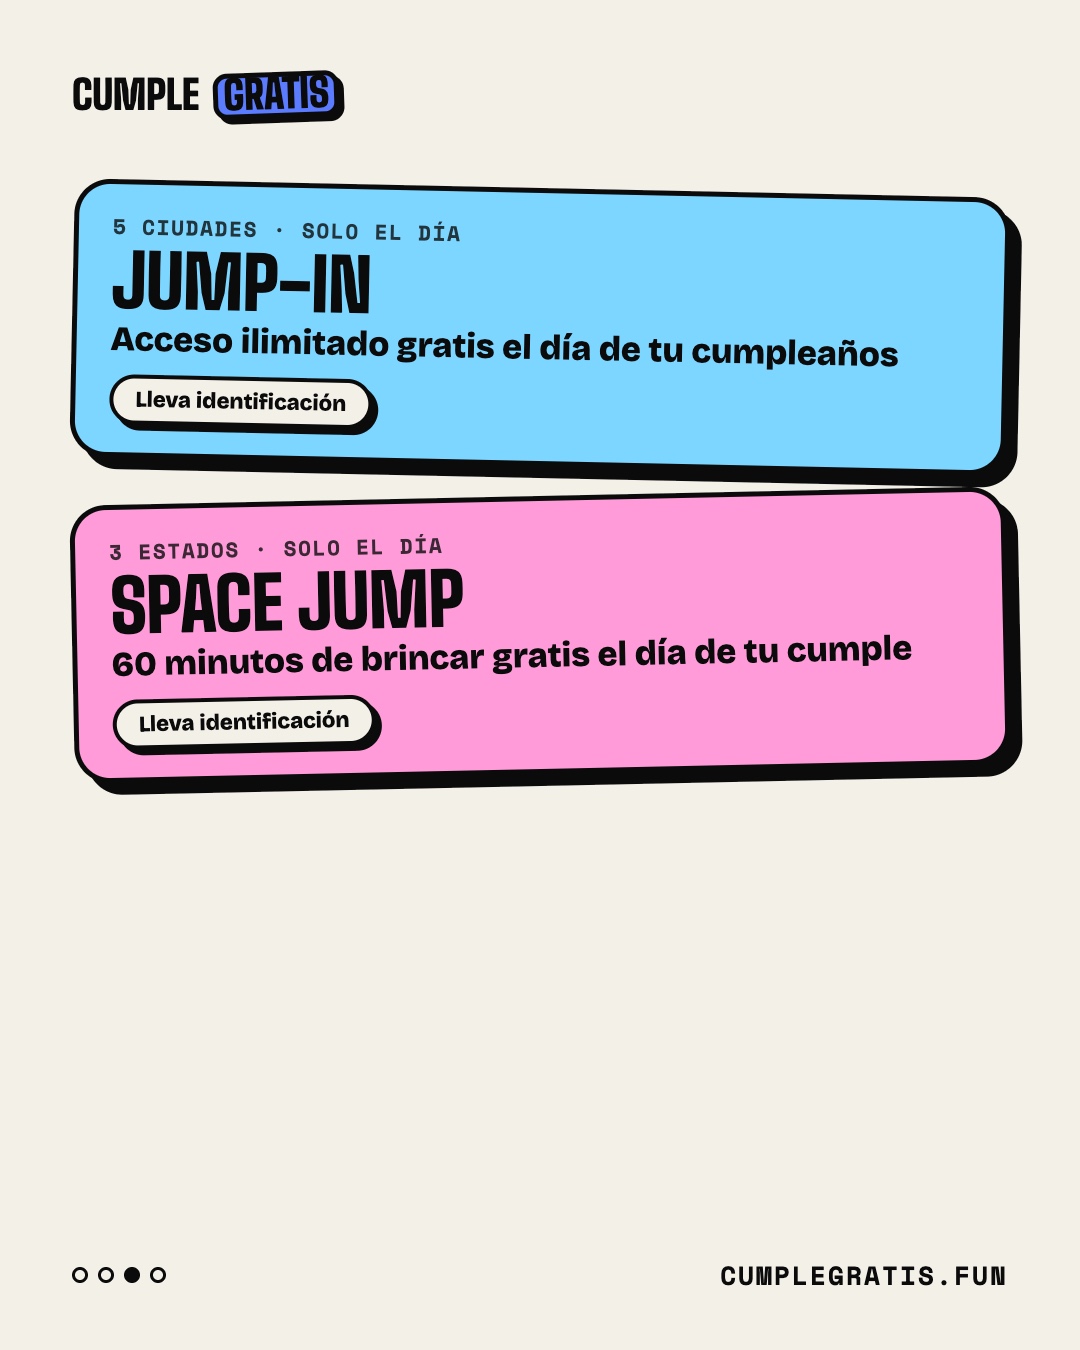 CUMPLE GRATIS
5 CIUDADES · SOLO EL DÍA
JUMP-IN
Acceso ilimitado gratis el día de tu cumpleaños
Lleva identificación
3 ESTADOS · SOLO EL DÍA
SPACE JUMP
60 minutos de brincar gratis el día de tu cumple
Lleva identificación
CUMPLEGRATIS.FUN